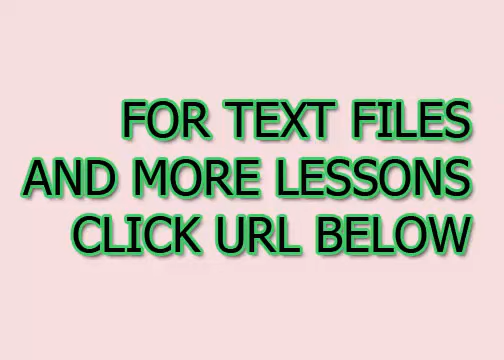 FOR TEXT FILES
AND MORE LESSONS
CLICK URL BELOW